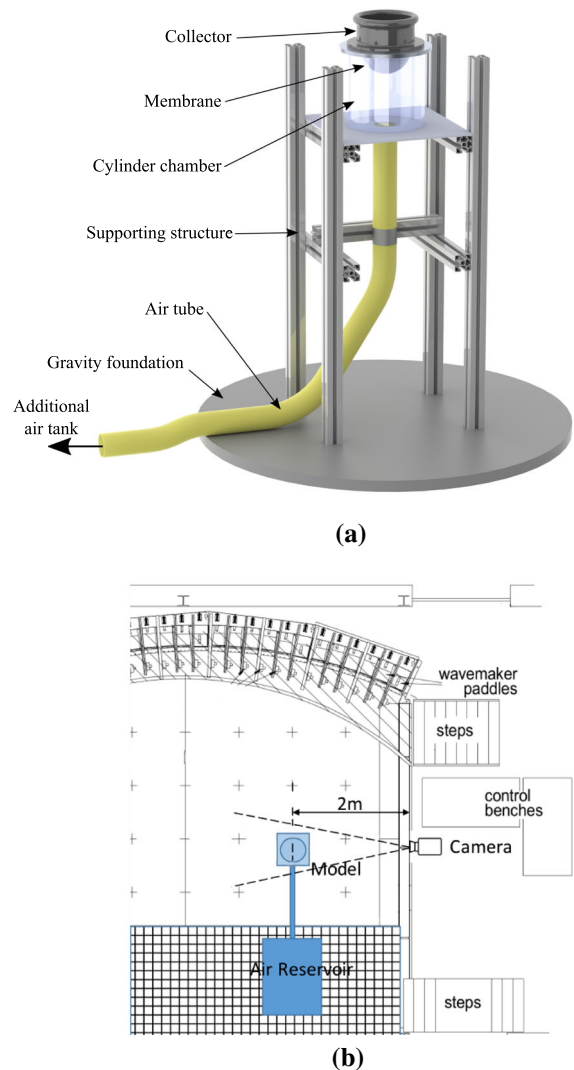 Collector
Membrane
Cylinder chamber
Supporting structure
Air tube
Gravity foundation
Additional
air tank
(a)
wavemaker
paddles
steps
2m
control
benches
Camera
Model
Air Reservoir
steps
(b)